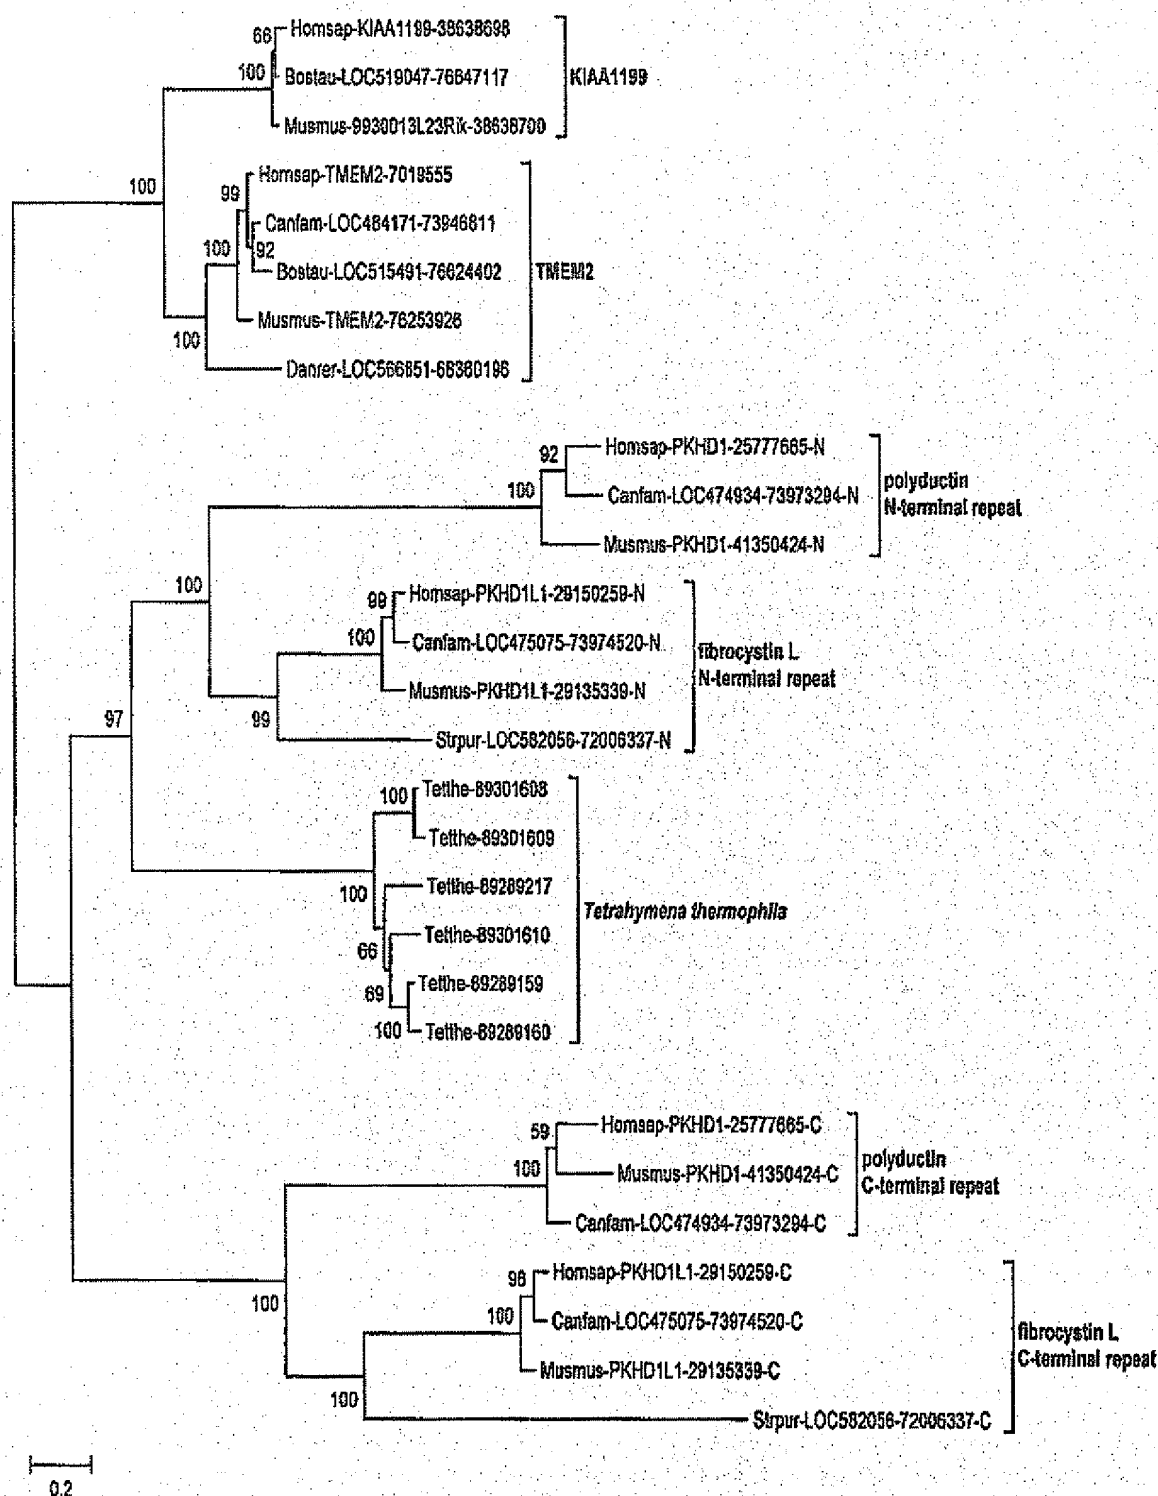 66
Homsap-KIAA1199-38638698
100
Bostau-LOC519047-76647117
KIAA1199
Musmus-9930013L23Rik-38638700
Homsap-TMEM2-7019555
100
99
Canfam-LOC484171-73946811
100
92
Bostau-LOC515491-76624402
TMEM2
Musmus-TMEM2-76253926
100
Danrer-LOC566851-68380196
92
Homsap-PKHD1-25777665-N
100
Canfam-LOC474934-73973294-N
polyductin
N-terminal repeat
Musmus-PKHD1-41350424-N
100
99
Homsap-PKHD1L1-29150259-N
100
Canfam-LOC475075-73974520-N
fibrocystin L
N-terminal repeat
Musmus-PKHD1L1-29135339-N
97
99
Strpur-LOC582056-72006337-N
100
Tetthe-89301608
Tetthe-89301609
100
Tetthe-89289217
Tetrahymena thermophila
66
Tetthe-89301610
69
Tetthe-89289159
100
Tetthe-89289160
59
Homsap-PKHD1-25777665-C
100
Musmus-PKHD1-41350424-C
polyductin
C-terminal repeat
Canfam-LOC474934-73973294-C
98
Homsap-PKHD1L1-29150259-C
100
100
Canfam-LOC475075-73974520-C
fibrocystin L
C-terminal repeat
Musmus-PKHD1L1-29135339-C
100
Strpur-LOC582056-72006337-C
0.2